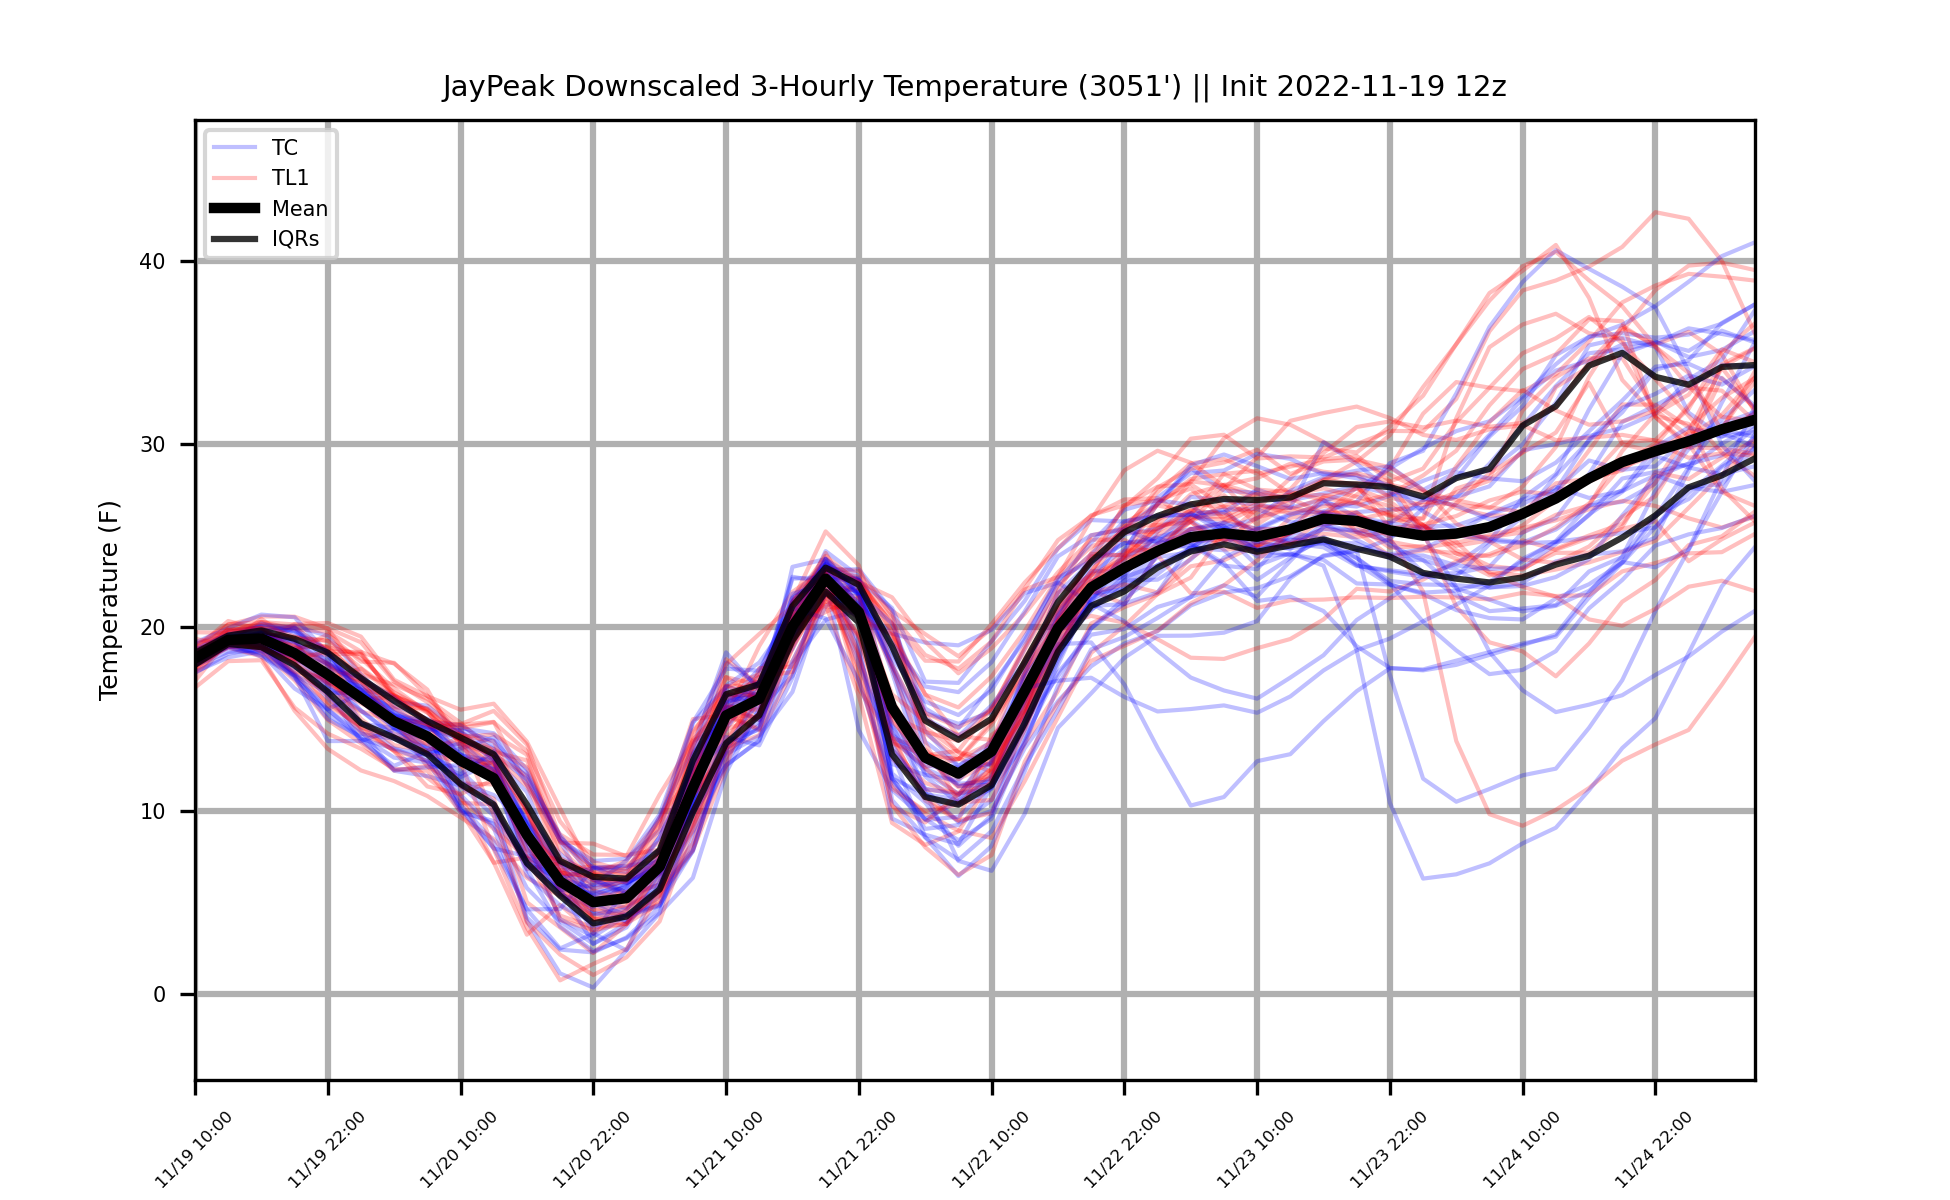 JayPeak Downscaled 3-Hourly Temperature (3051') || Init 2022-11-19 12z
TC
TL1
Mean
IQRs
Temperature (F)
40
30
20
10
0
11/19 10:00
11/19 22:00
11/20 10:00
11/20 22:00
11/21 10:00
11/21 22:00
11/22 10:00
11/22 22:00
11/23 10:00
11/23 22:00
11/24 10:00
11/24 22:00